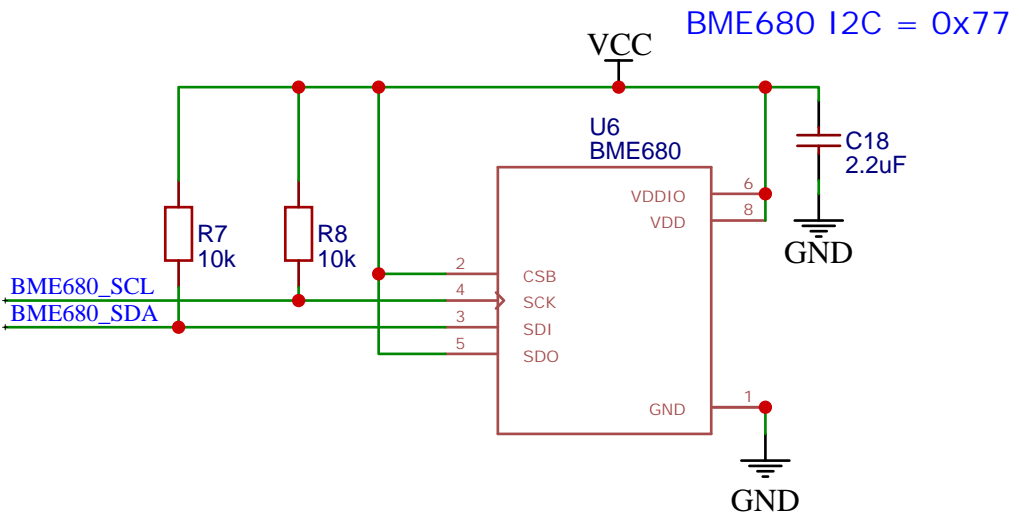 BME680 I2C = 0x77
VCC
U6
BME680
C18
2.2uF
VDDIO
6
VDD
8
GND
R7
10k
R8
10k
BME680_SCL
BME680_SDA
2
CSB
4
SCK
3
SDI
5
SDO
GND
1
GND